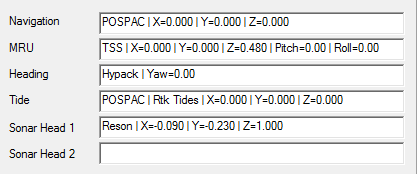 Navigation POSPAC | X=0.000 | Y=0.000 | Z=0.000
MRU TSS | X=0.000 | Y=0.000 | Z=0.480 | Pitch=0.00 | Roll=0.00
Heading Hypack | Yaw=0.00
Tide POSPAC | Rtk Tides | X=0.000 | Y=0.000 | Z=0.000
Sonar Head 1 Reson | X=-0.090 | Y=-0.230 | Z=1.000
Sonar Head 2